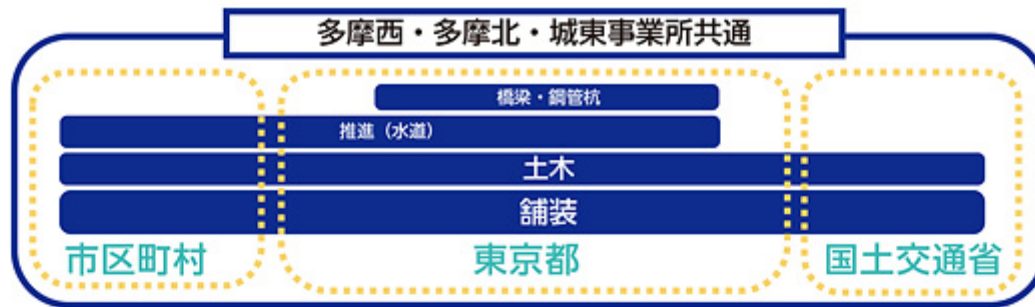 多摩西・多摩北・城東事業所共通
橋梁・鋼管杭
推進（水道）
土木
舗装
市区町村
東京都
国土交通省